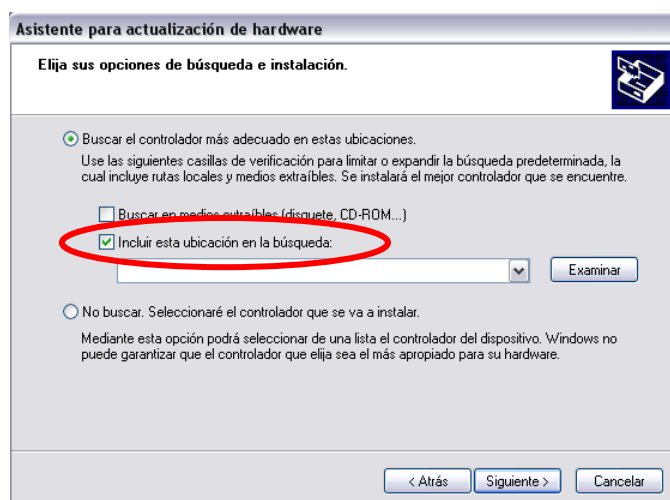 Asistente para actualización de hardware
Elija sus opciones de búsqueda e instalación.
Buscar el controlador más adecuado en estas ubicaciones.
Use las siguientes casillas de verificación para limitar o expandir la búsqueda predeterminada, la
cual incluye rutas locales y medios extraíbles. Se instalará el mejor controlador que se encuentre.
Buscar en medios extraíbles (disquete, CD-ROM...)
Incluir esta ubicación en la búsqueda:
Examinar
No buscar. Seleccionaré el controlador que se va a instalar.
Mediante esta opción podrá seleccionar de una lista el controlador del dispositivo. Windows no
puede garantizar que el controlador que elija sea el más apropiado para su hardware.
< Atrás Siguiente > Cancelar